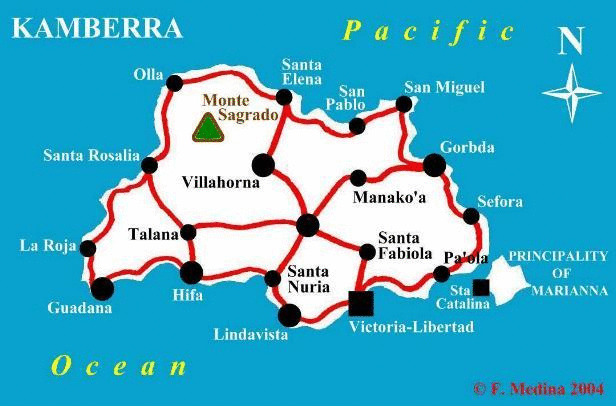 KAMBERRA
Pacific
N
Olla
Santa
Elena
San
Pablo
San Miguel
Monte
Sagrado
Santa Rosalia
Villahorna
Gorbda
Manako'a
Sefora
Talana
La Roja
Santa
Fabiola
Pa'ola
PRINCIPALITY
OF
MARIANNA
Sta
Catalina
Santa
Nuria
Hifa
Guadana
Lindavista
Victoria-Libertad
Ocean
© F. Medina 2004